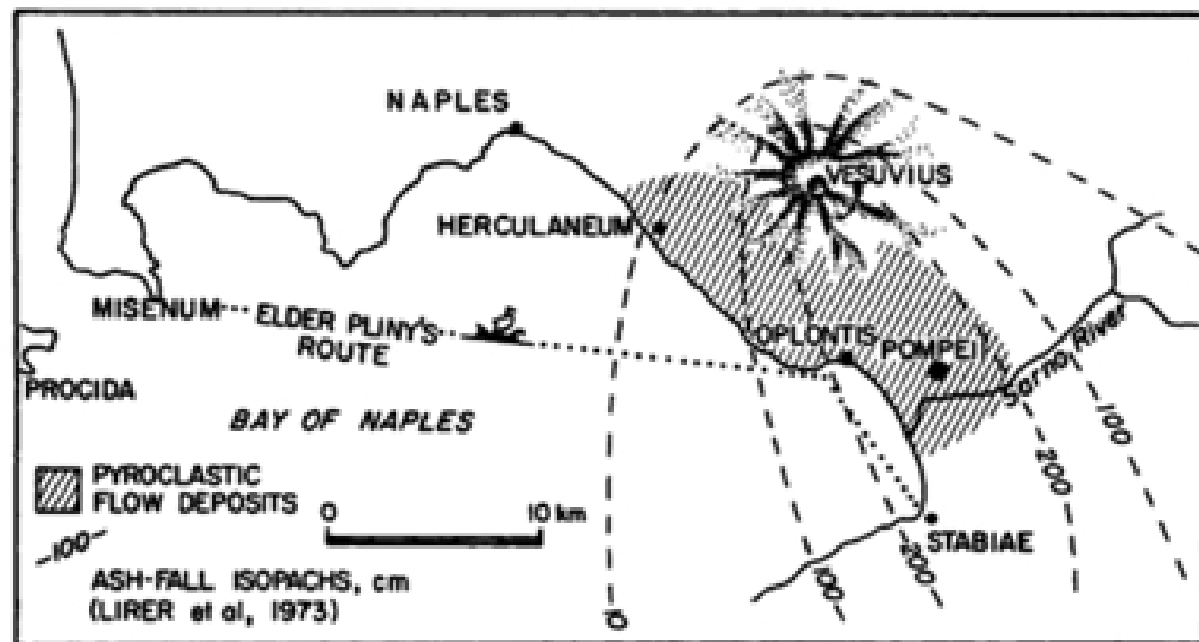 NAPLES
VESUVIUS
HERCULANEUM
MISENUM
ELDER PLINY'S
ROUTE
OPLONTIS
POMPEII
Sarno River
PROCIDA
BAY OF NAPLES
PYROCLASTIC
FLOW DEPOSITS
0 10 km
STABIAE
-100-
ASH-FALL ISOPACHS, cm
(LIRER et al, 1973)
10
100
200
200
100